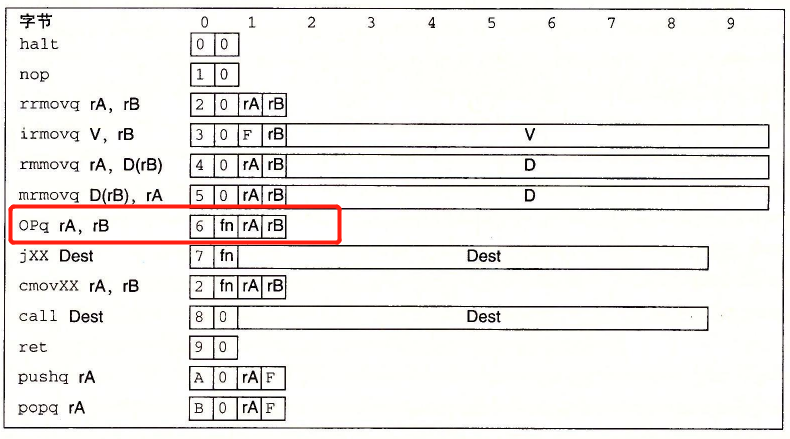 字节 0 1 2 3 4 5 6 7 8 9
halt 0 0
nop 1 0
rrmovq rA, rB 2 0 rA rB
irmovq V, rB 3 0 F rB V
rmmovq rA, D(rB) 4 0 rA rB D
mrmovq D(rB), rA 5 0 rA rB D
OPq rA, rB 6 fn rA rB
jXX Dest 7 fn Dest
cmovXX rA, rB 2 fn rA rB
call Dest 8 0 Dest
ret 9 0
pushq rA A 0 rA F
popq rA B 0 rA F